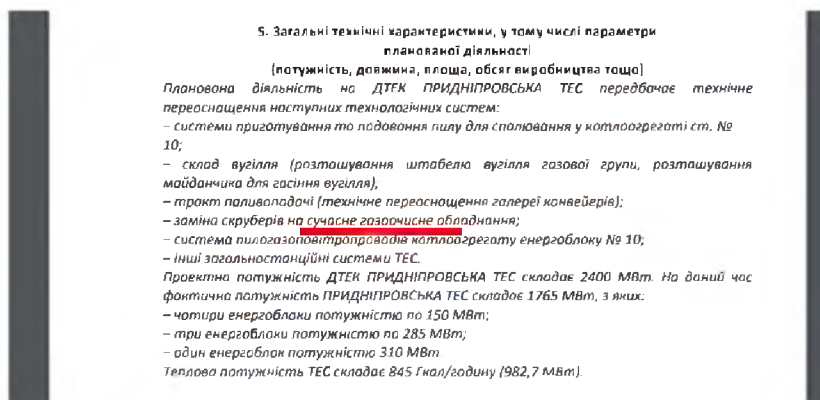 5. Загальні технічні характеристики, у тому числі параметри
планованої діяльності
(потужність, довжина, площа, обсяг виробництва тощо)
Планована діяльність на ДТЕК ПРИДНІПРОВСЬКА ТЕС передбачає технічне
переоснащення наступних технологічних систем:
– системи приготування та подавання пилу для спалювання у котлоагрегаті ст. №
10;
– склад вугілля (розташування штабелю вугілля газової групи, розташування
майданчика для гасіння вугілля),
– тракт паливоподачі (технічне переоснащення галереї конвейерів);
– заміна скруберів на сучасне газоочисне обладнання;
– система пилогазоповітропроводів котлоагрегату енергоблоку № 10;
– інші загальностанційні системи ТЕС.
Проектна потужність ДТЕК ПРИДНІПРОВСЬКА ТЕС складає 2400 МВт. На даний час
фактична потужність ПРИДНІПРОВСЬКА ТЕС складає 1765 МВт, з яких:
– чотири енергоблоки потужністю по 150 МВт;
– три енергоблоки потужністю по 285 МВт;
– один енергоблок потужністю 310 МВт
Теплова потужність ТЕС складає 845 Гкал/годину (982,7 МВт).